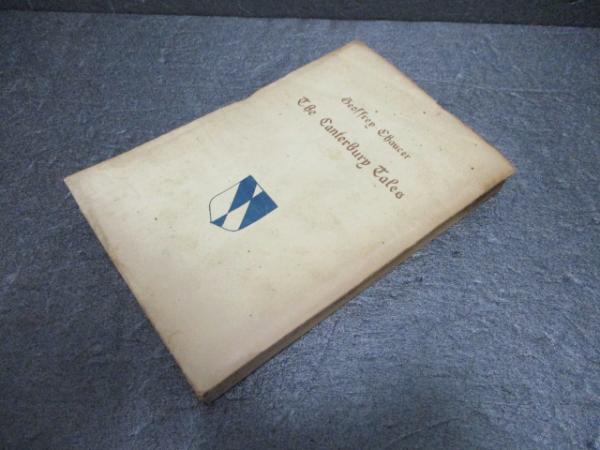 Geoffrey Chaucer
The Canterbury Tales